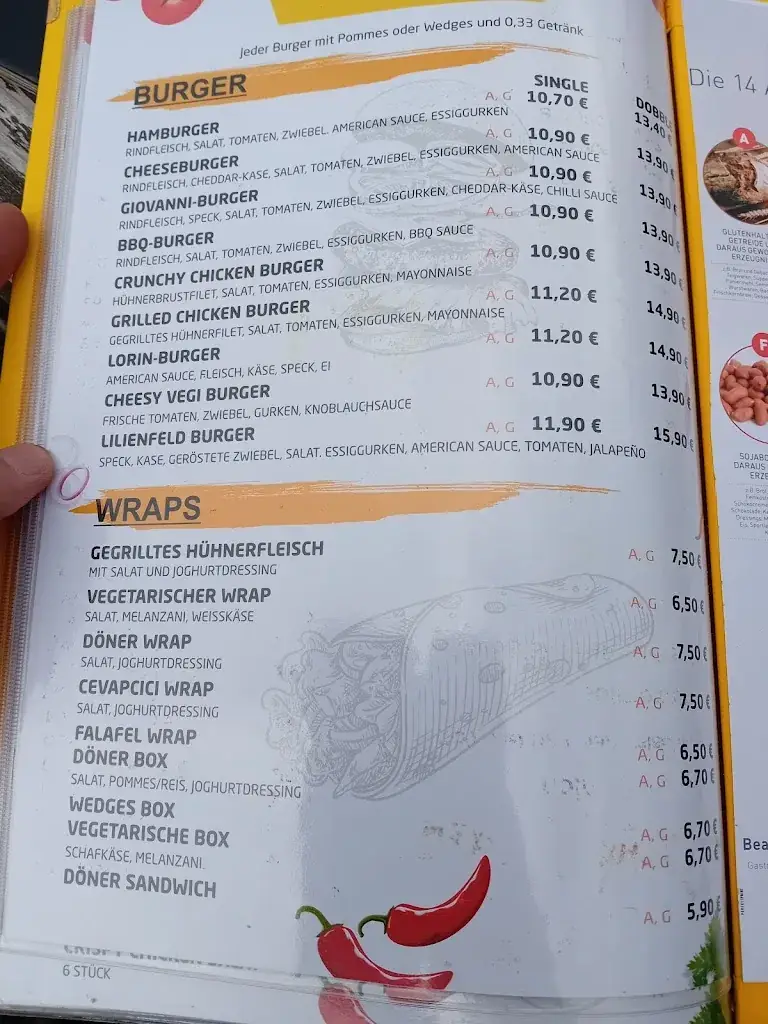 Jeder Burger mit Pommes oder Wedges und 0,33 Getränk
BURGER
SINGLE
HAMBURGER A, G 10,70 € 13,40
RINDFLEISCH, SALAT, TOMATEN, ZWIEBEL. AMERICAN SAUCE, ESSIGGURKEN
CHEESEBURGER A, G 10,90 € 13,90 €
RINDFLEISCH, CHEDDAR-KASE, SALAT, TOMATEN, ZWIEBEL, ESSIGGURKEN, AMERICAN SAUCE
GIOVANNI-BURGER A, G 10,90 € 13,90 €
RINDFLEISCH, SPECK, SALAT, TOMATEN, ZWIEBEL, ESSIGGURKEN, CHEDDAR-KÄSE, CHILLI SAUCE
BBQ-BURGER A, G 10,90 € 13,90 €
RINDFLEISCH, SALAT, TOMATEN, ZWIEBEL, ESSIGGURKEN, BBQ SAUCE
CRUNCHY CHICKEN BURGER A, G 10,90 € 13,90 €
HÜHNERBRUSTFILET, SALAT, TOMATEN, ESSIGGURKEN, MAYONNAISE
GRILLED CHICKEN BURGER A, G 11,20 € 14,90 €
GEGRILLTES HÜHNERFILET, SALAT, TOMATEN, ESSIGGURKEN, MAYONNAISE
LORIN-BURGER A, G 11,20 € 14,90 €
AMERICAN SAUCE, FLEISCH, KÄSE, SPECK, EI
CHEESY VEGI BURGER A, G 10,90 € 13,90 €
FRISCHE TOMATEN, ZWIEBEL, GURKEN, KNOBLAUCHSAUCE
LILIENFELD BURGER A, G 11,90 € 15,90 €
SPECK, KASE, GERÖSTETE ZWIEBEL, SALAT. ESSIGGURKEN, AMERICAN SAUCE, TOMATEN, JALAPEÑO
WRAPS
GEGRILLTES HÜHNERFLEISCH A, G 7,50 €
MIT SALAT UND JOGHURTDRESSING
VEGETARISCHER WRAP A, G 6,50 €
SALAT, MELANZANI, WEISSKÄSE
DÖNER WRAP A, G 7,50 €
SALAT, JOGHURTDRESSING
CEVAPCICI WRAP A, G 7,50 €
SALAT, JOGHURTDRESSING
FALAFEL WRAP A, G 6,50 €
DÖNER BOX A, G 6,70 €
SALAT, POMMES/REIS, JOGHURTDRESSING
WEDGES BOX A, G 6,70 €
VEGETARISCHE BOX A, G 6,70 €
SCHAFKÄSE, MELANZANI
DÖNER SANDWICH A, G 5,90 €
6 STÜCK
Die 14
A
GETREIDE
F